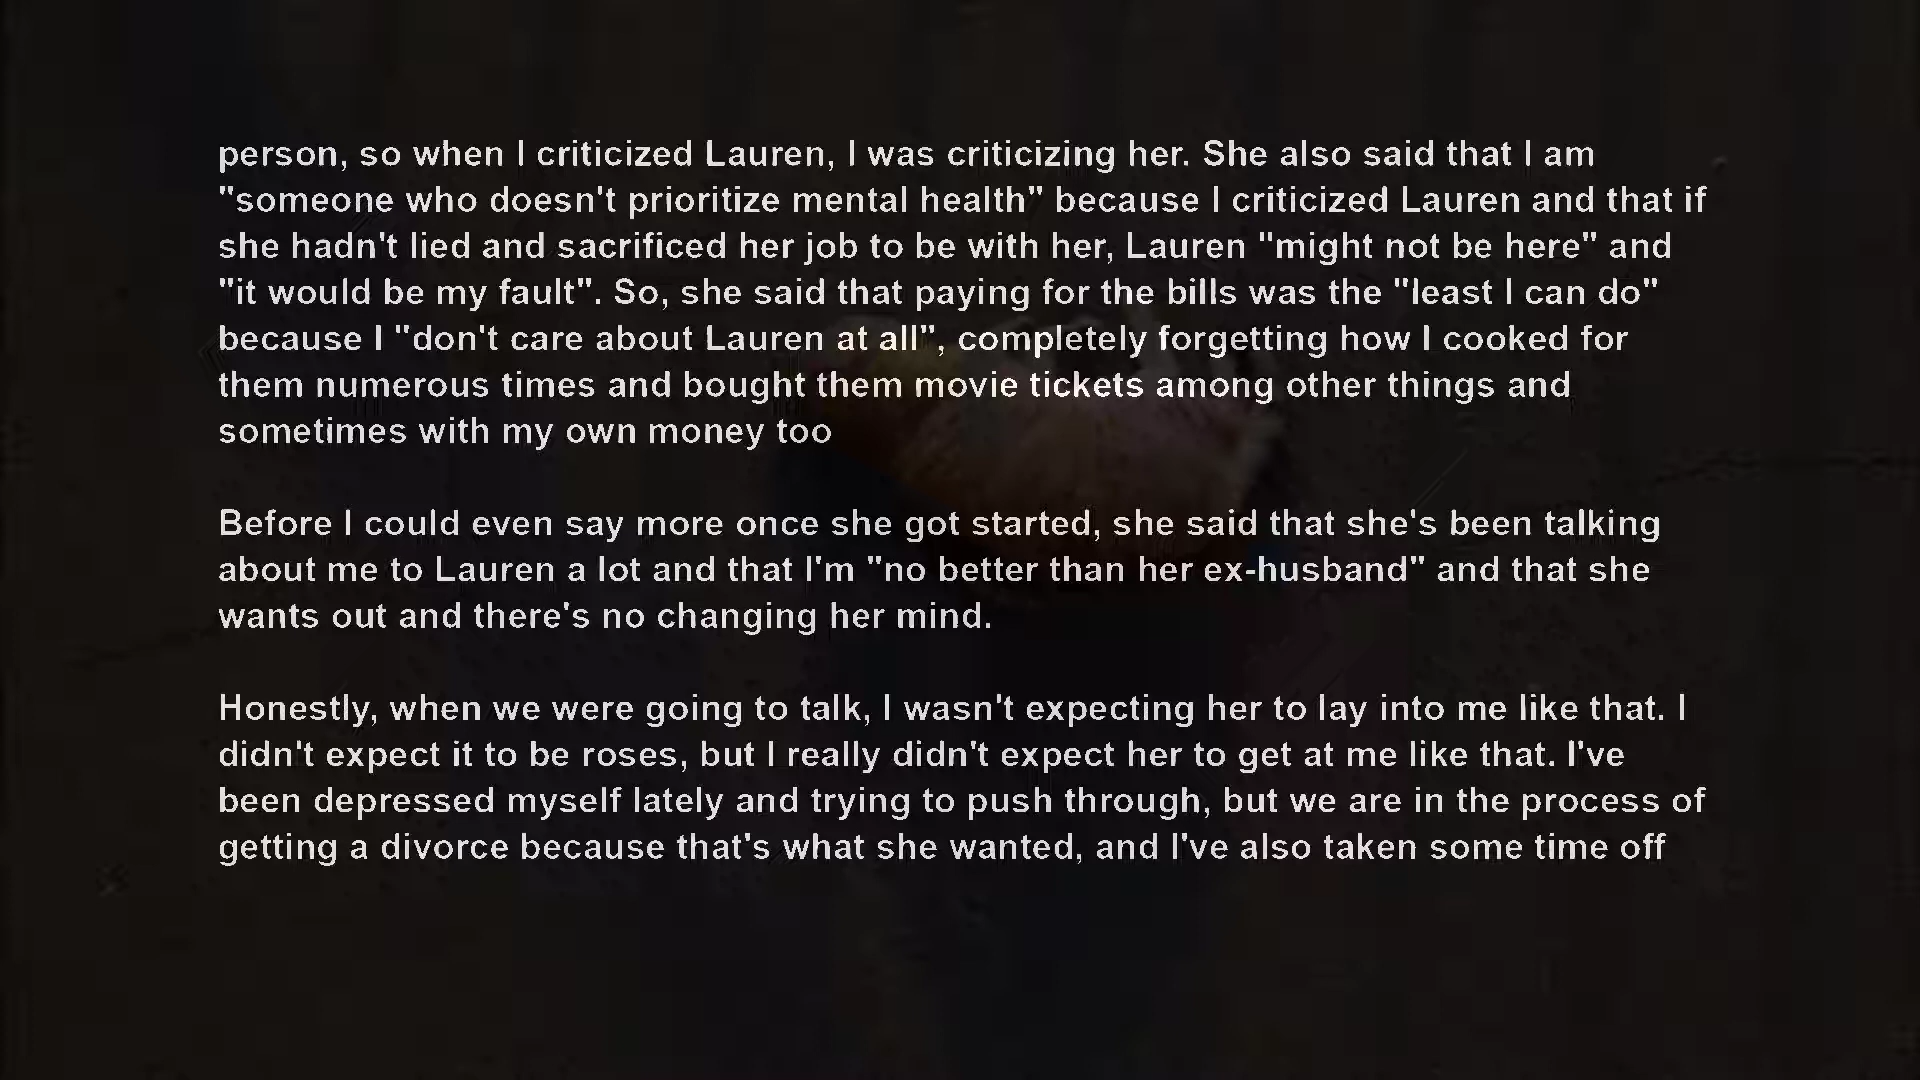 person, so when I criticized Lauren, I was criticizing her. She also said that I am
"someone who doesn't prioritize mental health" because I criticized Lauren and that if
she hadn't lied and sacrificed her job to be with her, Lauren "might not be here" and
"it would be my fault". So, she said that paying for the bills was the "least I can do"
because I "don't care about Lauren at all", completely forgetting how I cooked for
them numerous times and bought them movie tickets among other things and
sometimes with my own money too
Before I could even say more once she got started, she said that she's been talking
about me to Lauren a lot and that I'm "no better than her ex-husband" and that she
wants out and there's no changing her mind.
Honestly, when we were going to talk, I wasn't expecting her to lay into me like that. I
didn't expect it to be roses, but I really didn't expect her to get at me like that. I've
been depressed myself lately and trying to push through, but we are in the process of
getting a divorce because that's what she wanted, and I've also taken some time off